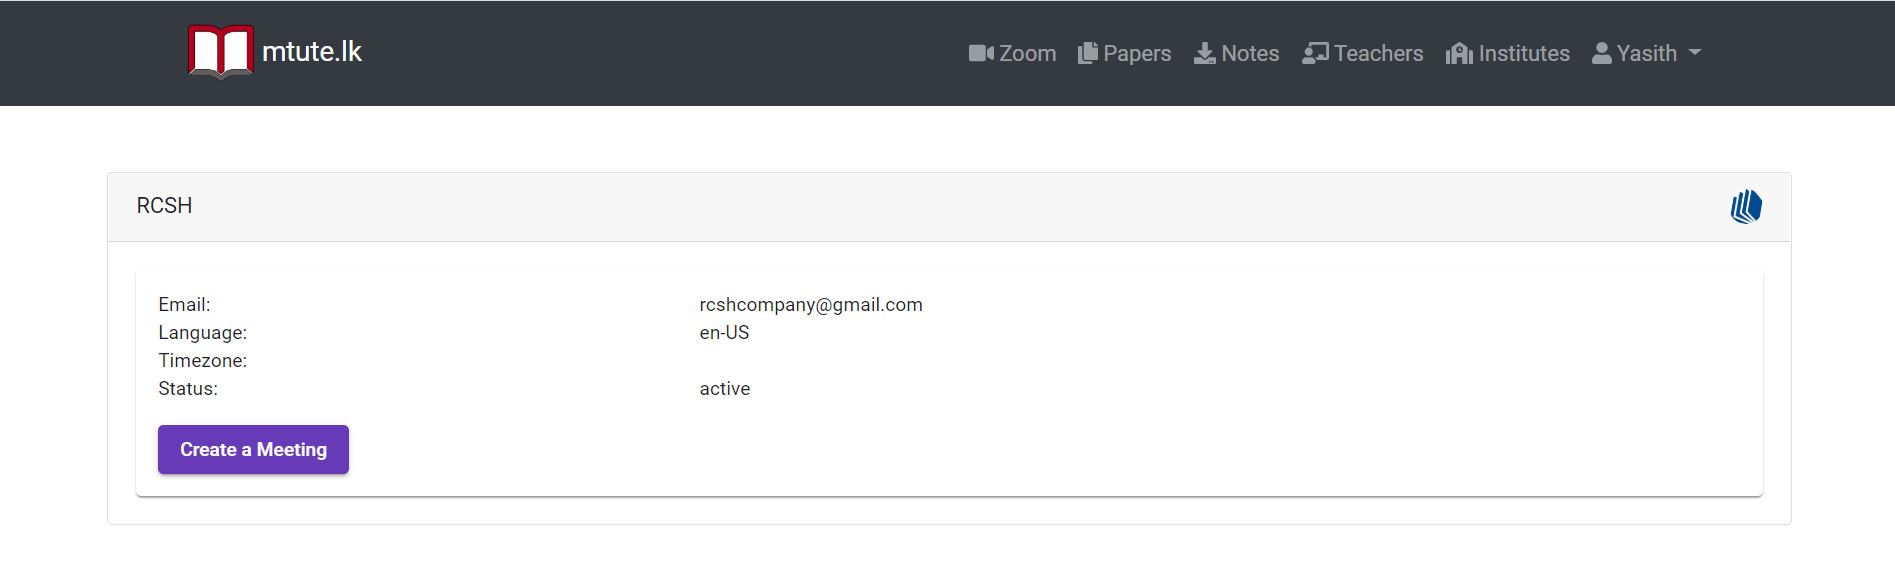 mtute.lk Zoom Papers Notes Teachers Institutes Yasith
RCSH
Email: rcshcompany@gmail.com
Language: en-US
Timezone:
Status: active
Create a Meeting